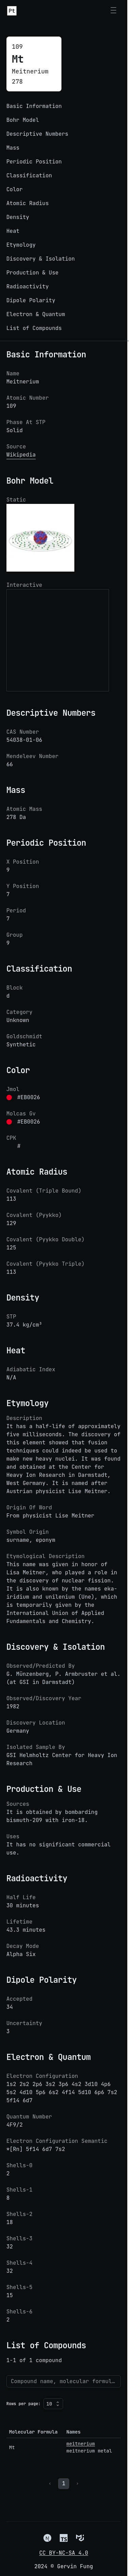 Pt
109
Mt
Meitnerium
278
Basic Information
Bohr Model
Descriptive Numbers
Mass
Periodic Position
Classification
Color
Atomic Radius
Density
Heat
Etymology
Discovery & Isolation
Production & Use
Radioactivity
Dipole Polarity
Electron & Quantum
List of Compounds
Basic Information
Name
Meitnerium
Atomic Number
109
Phase At STP
Solid
Source
Wikipedia
Bohr Model
Static
Interactive
Descriptive Numbers
CAS Number
54038-01-06
Mendeleev Number
66
Mass
Atomic Mass
278 Da
Periodic Position
X Position
9
Y Position
7
Period
7
Group
9
Classification
Block
d
Category
Unknown
Goldschmidt
Synthetic
Color
Jmol
#EB0026
Molcas Gv
#EB0026
CPK
#
Atomic Radius
Covalent (Triple Bound)
113
Covalent (Pyykko)
129
Covalent (Pyykko Double)
125
Covalent (Pyykko Triple)
113
Density
STP
37.4 kg/cm³
Heat
Adiabatic Index
N/A
Etymology
Description
It has a half-life of approximately
five milliseconds. The discovery of
this element showed that fusion
techniques could indeed be used to
make new heavy nuclei. It was found
and obtained at the Center for
Heavy Ion Research in Darmstadt,
West Germany. It is named after
Austrian physicist Lise Meitner.
Origin Of Word
From physicist Lise Meitner
Symbol Origin
surname, eponym
Etymological Description
This name was given in honor of
Lisa Meitner, who played a role in
the discovery of nuclear fission.
It is also known by the names eka-
iridium and unilenium (Une), which
is temporarily given by the
International Union of Applied
Fundamentals and Chemistry.
Discovery & Isolation
Observed/Predicted By
G. Münzenberg, P. Armbruster et al.
(at GSI in Darmstadt)
Observed/Discovery Year
1982
Discovery Location
Germany
Isolated Sample By
GSI Helmholtz Center for Heavy Ion
Research
Production & Use
Sources
It is obtained by bombarding
bismuth-209 with iron-18.
Uses
It has no significant commercial
use.
Radioactivity
Half Life
30 minutes
Lifetime
43.3 minutes
Decay Mode
Alpha Six
Dipole Polarity
Accepted
34
Uncertainty
3
Electron & Quantum
Electron Configuration
1s2 2s2 2p6 3s2 3p6 4s2 3d10 4p6
5s2 4d10 5p6 6s2 4f14 5d10 6p6 7s2
5f14 6d7
Quantum Number
4F9/2
Electron Configuration Semantic
*[Rn] 5f14 6d7 7s2
Shells-0
2
Shells-1
8
Shells-2
18
Shells-3
32
Shells-4
32
Shells-5
15
Shells-6
2
List of Compounds
1-1 of 1 compound
Compound name, molecular formul…
Rows per page: 10
Molecular Formula Names
Mt
meitnerium
meitnerium metal
1
CC BY-NC-SA 4.0
2024 © Gervin Fung